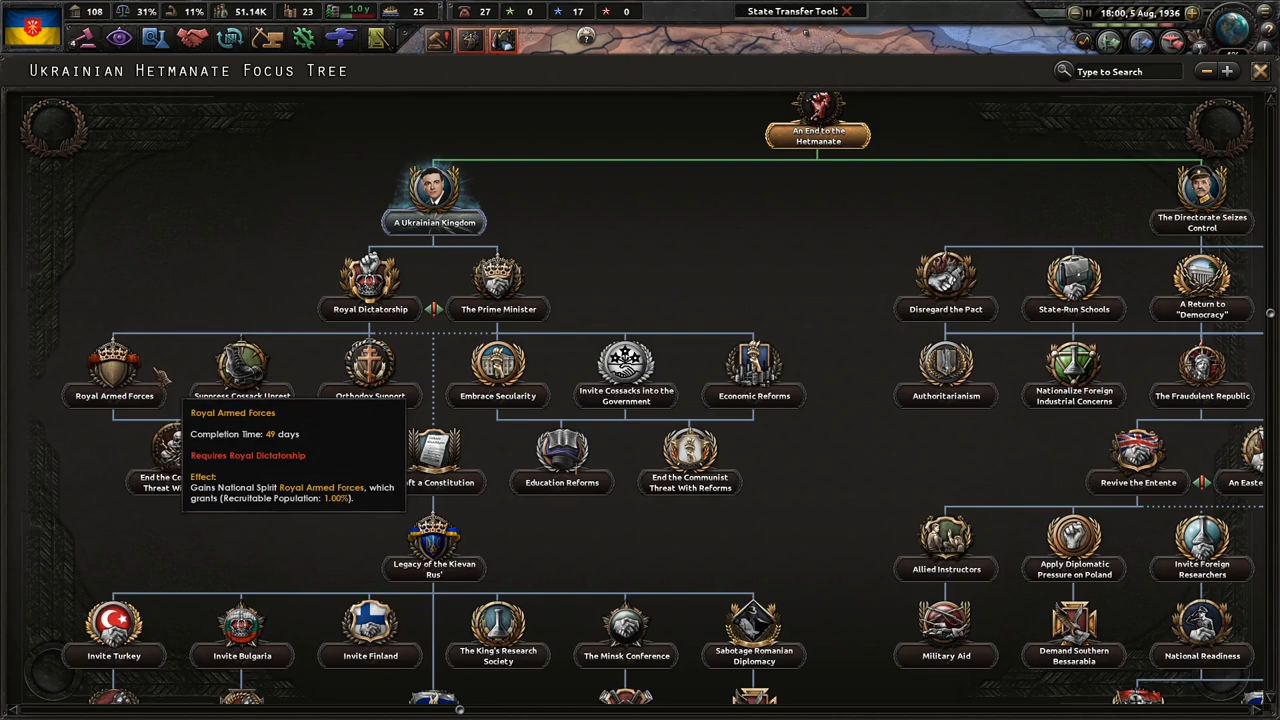 108 31% 11% 51.14K 23 1.0 y 25 27 0 17 0 State Transfer Tool: 18:00, 5 Aug, 1936
Ukrainian Hetmanate Focus Tree
Type to Search
An End to the
Hetmanate
A Ukrainian Kingdom
The Directorate Seizes
Control
Royal Dictatorship
The Prime Minister
Disregard the Pact
State-Run Schools
A Return to
"Democracy"
Royal Armed Forces
Suppress Cossack Unrest
Orthodox Support
Embrace Secularity
Invite Cossacks into the
Government
Economic Reforms
Authoritarianism
Nationalize Foreign
Industrial Concerns
The Fraudulent Republic
Royal Armed Forces
Completion Time: 49 days
Requires Royal Dictatorship
Effect:
Gains National Spirit Royal Armed Forces, which
grants (Recruitable Population: 1.00%).
End the
Threat
a Constitution
Education Reforms
End the Communist
Threat With Reforms
Revive the Entente
An
Legacy of the Kievan
Rus'
Allied Instructors
Apply Diplomatic
Pressure on Poland
Invite Foreign
Researchers
Invite Turkey
Invite Bulgaria
Invite Finland
The King's Research
Society
The Minsk Conference
Sabotage Romanian
Diplomacy
Military Aid
Demand Southern
Bessarabia
National Readiness